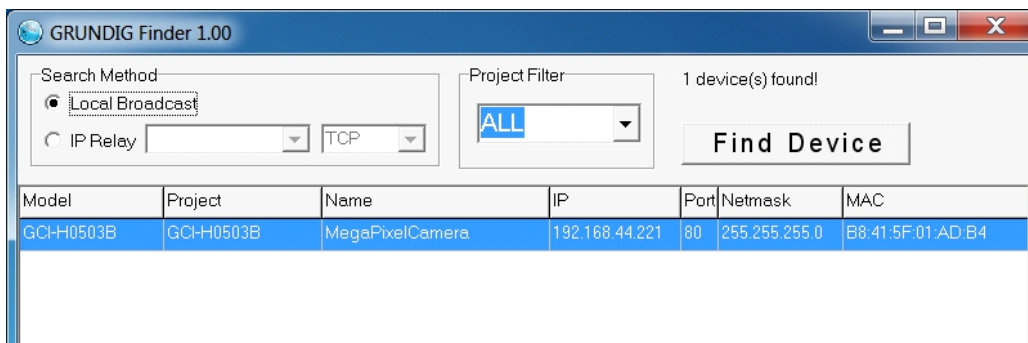 GRUNDIG Finder 1.00
Search Method
Local Broadcast
IP Relay TCP
Project Filter
ALL
1 device(s) found!
Find Device
Model Project Name IP Port Netmask MAC
GCI-H0503B GCI-H0503B MegaPixelCamera 192.168.44.221 80 255.255.255.0 B8:41:5F:01:AD:B4